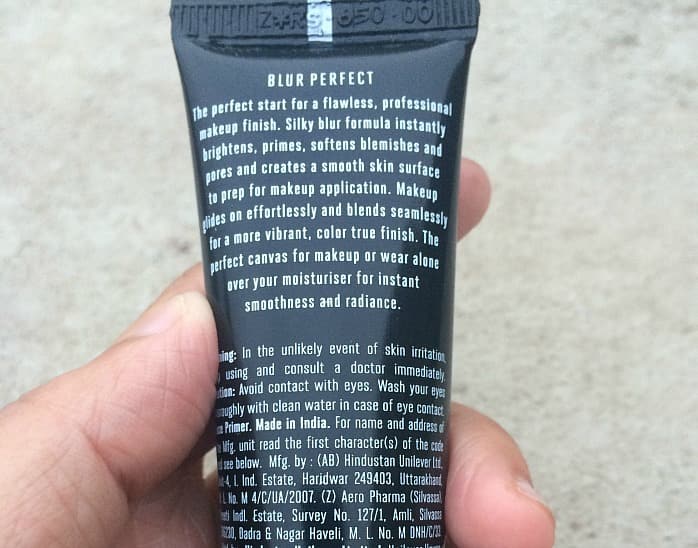 650 00
BLUR PERFECT
The perfect start for a flawless, professional
makeup finish. Silky blur formula instantly
brightens, primes, softens blemishes and
pores and creates a smooth skin surface
to prep for makeup application. Makeup
glides on effortlessly and blends seamlessly
for a more vibrant, color true finish. The
perfect canvas for makeup or wear alone
over your moisturiser for instant
smoothness and radiance.
In the unlikely event of skin irritation,
using and consult a doctor immediately.
Avoid contact with eyes. Wash your eyes
with clean water in case of eye contact.
Primer. Made in India. For name and address of
Mfg. unit read the first character(s) of the code
see below. Mfg. by : (AB) Hindustan Unilever Ltd.,
I. Ind. Estate, Haridwar 249403, Uttarakhand,
L No. M 4/C/UA/2007. (Z) Aero Pharma (Silvassa),
Indl. Estate, Survey No. 127/1, Amli, Silvassa
Dadra & Nagar Haveli, M. L. No. M DNH/C/33.